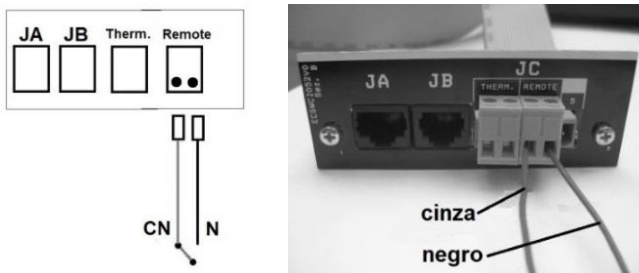 JA JB Therm. Remote
CN N
JA JB JC
THERM. REMOTE
cinza
negro